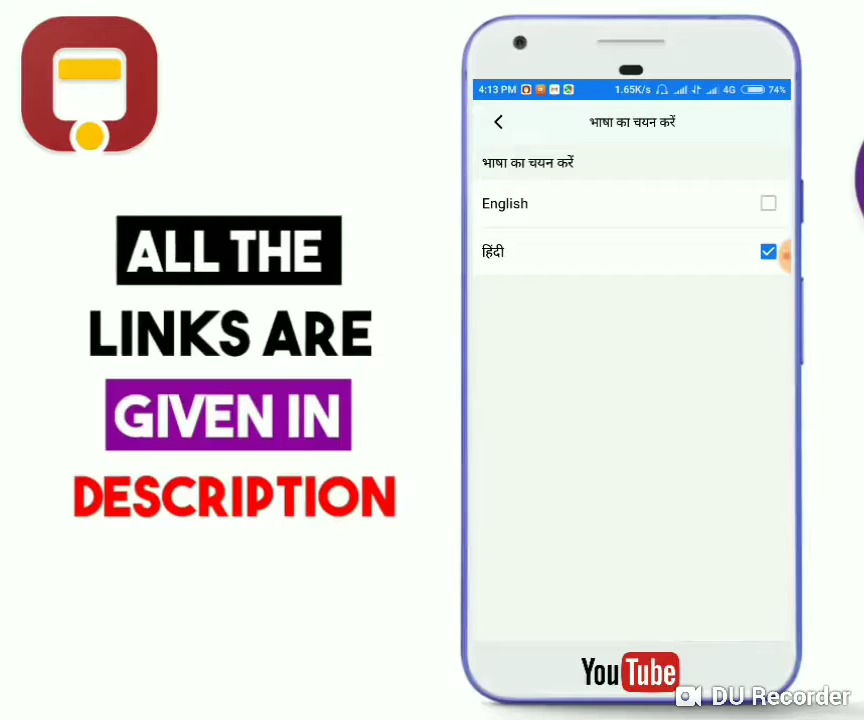 ALL THE
LINKS ARE
GIVEN IN
DESCRIPTION
4:13 PM 1.65K/s 4G 74%
भाषा का चयन करें
भाषा का चयन करें
English
हिंदी
YouTube
DU Recorder